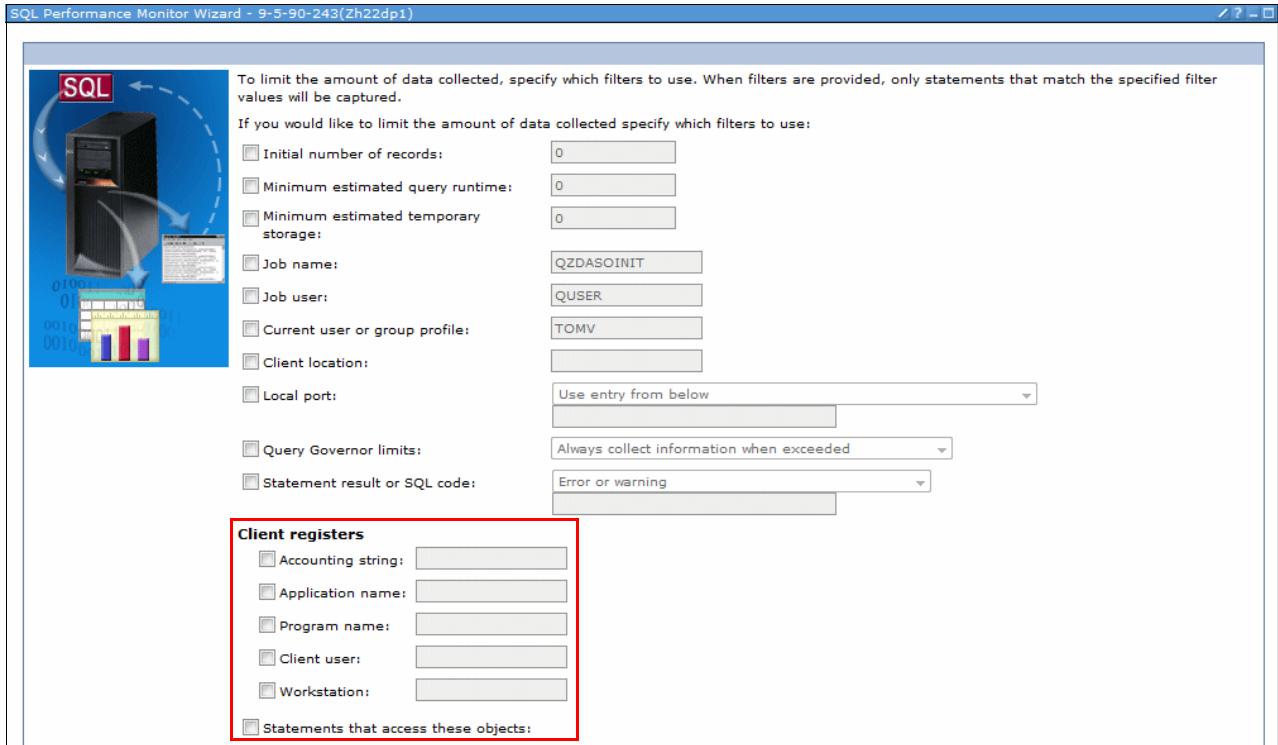 SQL Performance Monitor Wizard - 9-5-90-243(Zh22dp1)
SQL
To limit the amount of data collected, specify which filters to use. When filters are provided, only statements that match the specified filter
values will be captured.
If you would like to limit the amount of data collected specify which filters to use:
Initial number of records: 0
Minimum estimated query runtime: 0
Minimum estimated temporary
storage: 0
Job name: QZDASOINIT
Job user: QUSER
Current user or group profile: TOMV
Client location:
Local port: Use entry from below
Query Governor limits: Always collect information when exceeded
Statement result or SQL code: Error or warning
Client registers
Accounting string:
Application name:
Program name:
Client user:
Workstation:
Statements that access these objects: